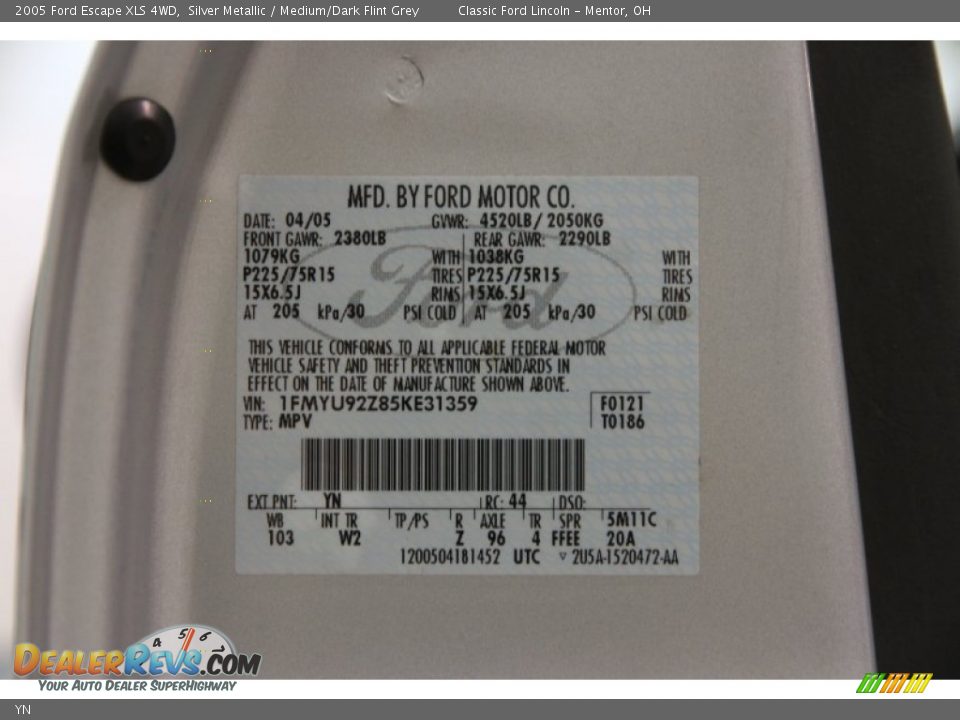 2005 Ford Escape XLS 4WD, Silver Metallic / Medium/Dark Flint Grey Classic Ford Lincoln - Mentor, OH
MFD. BY FORD MOTOR CO.
DATE: 04/05 GVWR: 4520LB/ 2050KG
FRONT GAWR: 2380LB REAR GAWR: 2290LB
1079KG WITH 1038KG WITH
P225/75R15 TIRES P225/75R15 TIRES
15X6.5J RIMS 15X6.5J RIMS
AT 205 kPa/30 PSI COLD AT 205 kPa/30 PSI COLD
Ford
THIS VEHICLE CONFORMS TO ALL APPLICABLE FEDERAL MOTOR
VEHICLE SAFETY AND THEFT PREVENTION STANDARDS IN
EFFECT ON THE DATE OF MANUFACTURE SHOWN ABOVE.
VIN: 1FMYU92Z85KE31359 F0121
TYPE: MPV T0186
EXT PNT: YN RC: 44 DSO:
WB INT TR TP/PS R AXLE TR SPR 5M11C
103 W2 Z 96 4 FFEE 20A
1200504181452 UTC ▿ 2U5A-1520472-AA
4 5 6 7
DEALERREVS.COM
YOUR AUTO DEALER SUPERHIGHWAY
YN